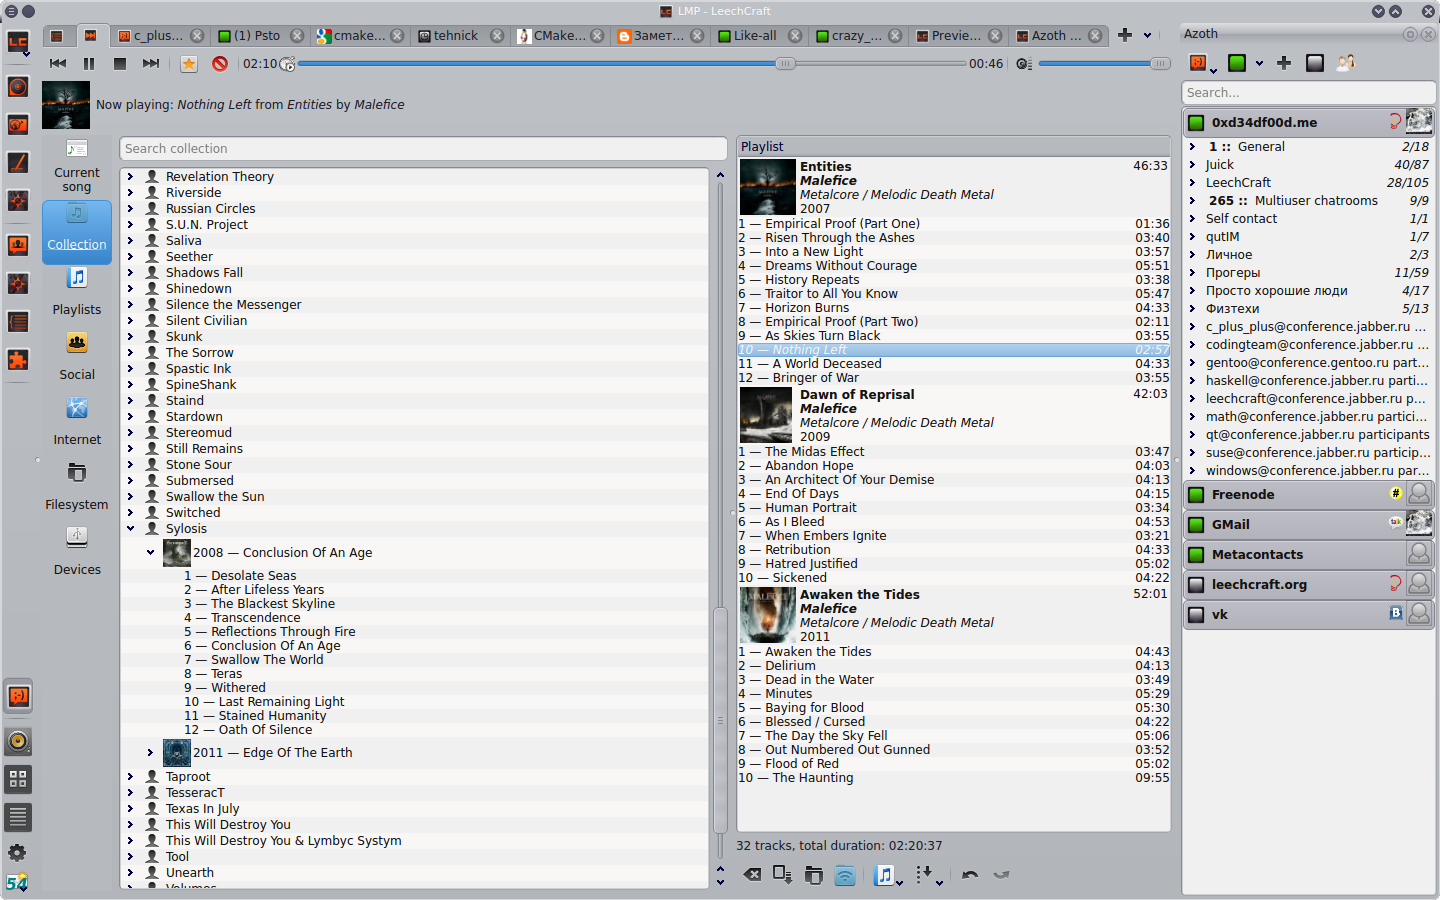 LMP - LeechCraft
c_plus...
(1) Psto
cmake...
tehnick
CMake...
Замет...
Like-all
crazy_...
Previe...
Azoth ...
02:10
00:46
Now playing: Nothing Left from Entities by Malefice
Current song
Collection
Playlists
Social
Internet
Filesystem
Devices
Search collection
Revelation Theory
Riverside
Russian Circles
S.U.N. Project
Saliva
Seether
Shadows Fall
Shinedown
Silence the Messenger
Silent Civilian
Skunk
The Sorrow
Spastic Ink
SpineShank
Staind
Stardown
Stereomud
Still Remains
Stone Sour
Submersed
Swallow the Sun
Switched
Sylosis
2008 — Conclusion Of An Age
1 — Desolate Seas
2 — After Lifeless Years
3 — The Blackest Skyline
4 — Transcendence
5 — Reflections Through Fire
6 — Conclusion Of An Age
7 — Swallow The World
8 — Teras
9 — Withered
10 — Last Remaining Light
11 — Stained Humanity
12 — Oath Of Silence
2011 — Edge Of The Earth
Taproot
TesseracT
Texas In July
This Will Destroy You
This Will Destroy You & Lymbyc Systym
Tool
Unearth
Volumes
Playlist
Entities 46:33
Malefice
Metalcore / Melodic Death Metal
2007
1 — Empirical Proof (Part One) 01:36
2 — Risen Through the Ashes 03:40
3 — Into a New Light 03:57
4 — Dreams Without Courage 05:51
5 — History Repeats 03:38
6 — Traitor to All You Know 05:47
7 — Horizon Burns 04:33
8 — Empirical Proof (Part Two) 02:11
9 — As Skies Turn Black 03:55
10 — Nothing Left 02:57
11 — A World Deceased 04:33
12 — Bringer of War 03:55
Dawn of Reprisal 42:03
Malefice
Metalcore / Melodic Death Metal
2009
1 — The Midas Effect 03:47
2 — Abandon Hope 04:03
3 — An Architect Of Your Demise 04:13
4 — End Of Days 04:15
5 — Human Portrait 03:34
6 — As I Bleed 04:53
7 — When Embers Ignite 03:21
8 — Retribution 04:33
9 — Hatred Justified 05:02
10 — Sickened 04:22
Awaken the Tides 52:01
Malefice
Metalcore / Melodic Death Metal
2011
1 — Awaken the Tides 04:43
2 — Delirium 04:13
3 — Dead in the Water 03:49
4 — Minutes 05:29
5 — Baying for Blood 05:30
6 — Blessed / Cursed 04:22
7 — The Day the Sky Fell 05:06
8 — Out Numbered Out Gunned 03:52
9 — Flood of Red 05:02
10 — The Haunting 09:55
32 tracks, total duration: 02:20:37
Azoth
Search...
0xd34df00d.me
1 :: General 2/18
Juick 40/87
LeechCraft 28/105
265 :: Multiuser chatrooms 9/9
Self contact 1/1
qutIM 1/7
Личное 2/3
Прогеры 11/59
Просто хорошие люди 4/17
Физтехи 5/13
c_plus_plus@conference.jabber.ru ...
codingteam@conference.jabber.ru ...
gentoo@conference.gentoo.ru part...
haskell@conference.jabber.ru parti...
leechcraft@conference.jabber.ru p...
math@conference.jabber.ru partici...
qt@conference.jabber.ru participants
suse@conference.jabber.ru particip...
windows@conference.jabber.ru par...
Freenode
GMail
Metacontacts
leechcraft.org
vk
54